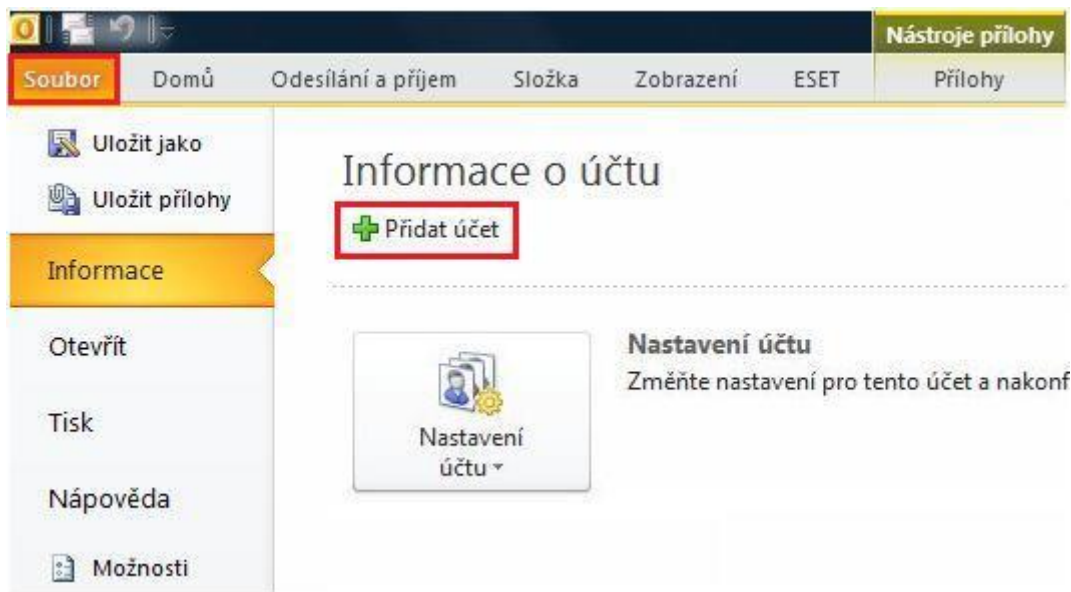 Nástroje přílohy
Soubor Domů Odesílání a příjem Složka Zobrazení ESET Přílohy
Uložit jako
Uložit přílohy
Informace
Otevřít
Tisk
Nápověda
Možnosti
Informace o účtu
Přidat účet
Nastavení účtu
Nastavení účtu
Změňte nastavení pro tento účet a nakonf